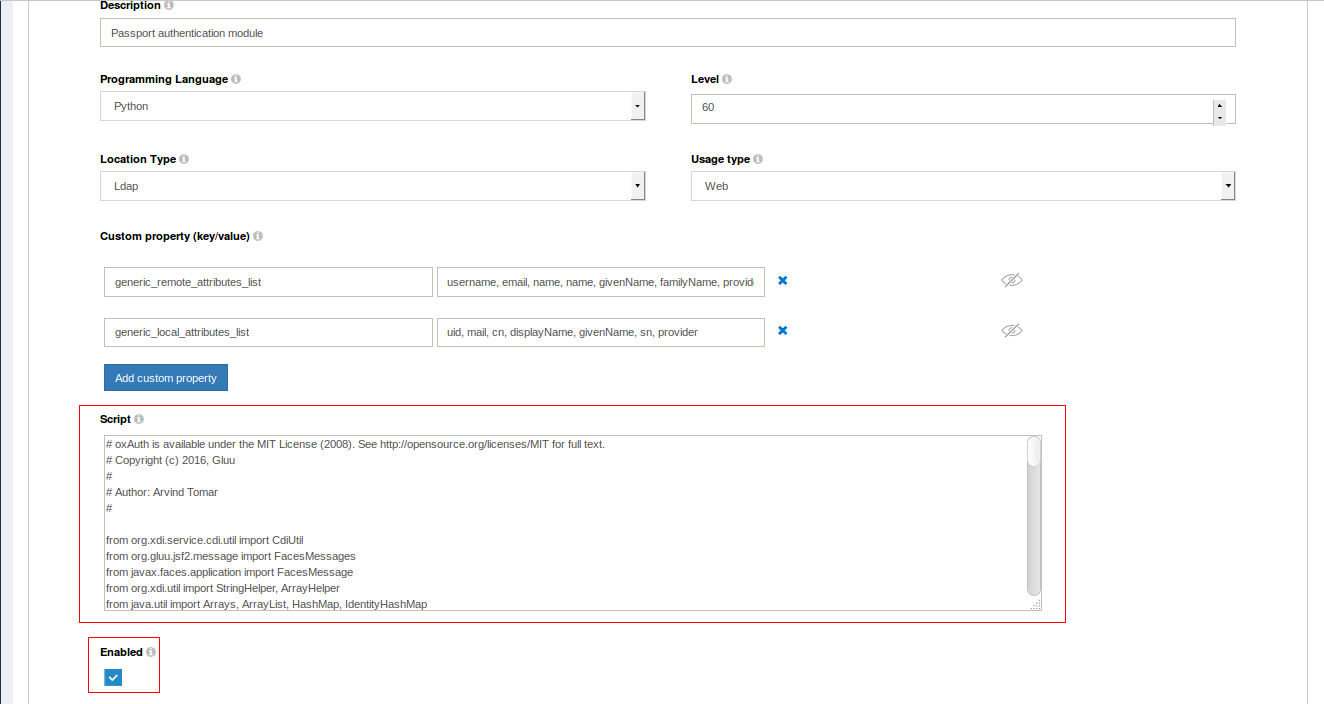 Description
Passport authentication module
Programming Language
Level
Python
60
Location Type
Usage type
Ldap
Web
Custom property (key/value)
generic_remote_attributes_list
username, email, name, name, givenName, familyName, provid
generic_local_attributes_list
uid, mail, cn, displayName, givenName, sn, provider
Add custom property
Script
# oxAuth is available under the MIT License (2008). See http://opensource.org/licenses/MIT for full text.
# Copyright (c) 2016, Gluu
#
# Author: Arvind Tomar
#
from org.xdi.service.cdi.util import CdiUtil
from org.gluu.jsf2.message import FacesMessages
from javax.faces.application import FacesMessage
from org.xdi.util import StringHelper, ArrayHelper
from java.util import Arrays, ArrayList, HashMap, IdentityHashMap
Enabled